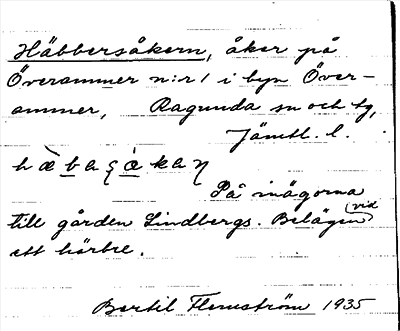 Häbbersåkern, åker på
Överammer n:r 1 i byn Över-
ammer, Ragunda sn och tg,
Jämtl. l.
På inägorna
till gården Lindbergs. Belägen vid
ett härbre.
Bertil Flemström 1935